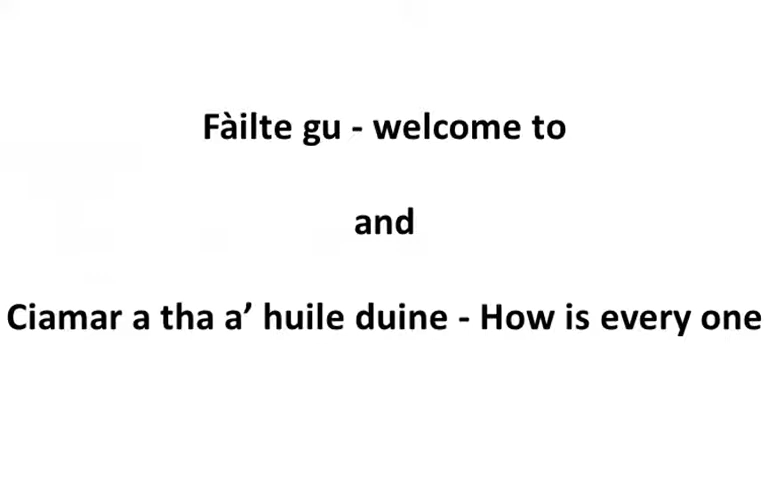 Fàilte gu - welcome to
and
Ciamar a tha a’ huile duine - How is every one